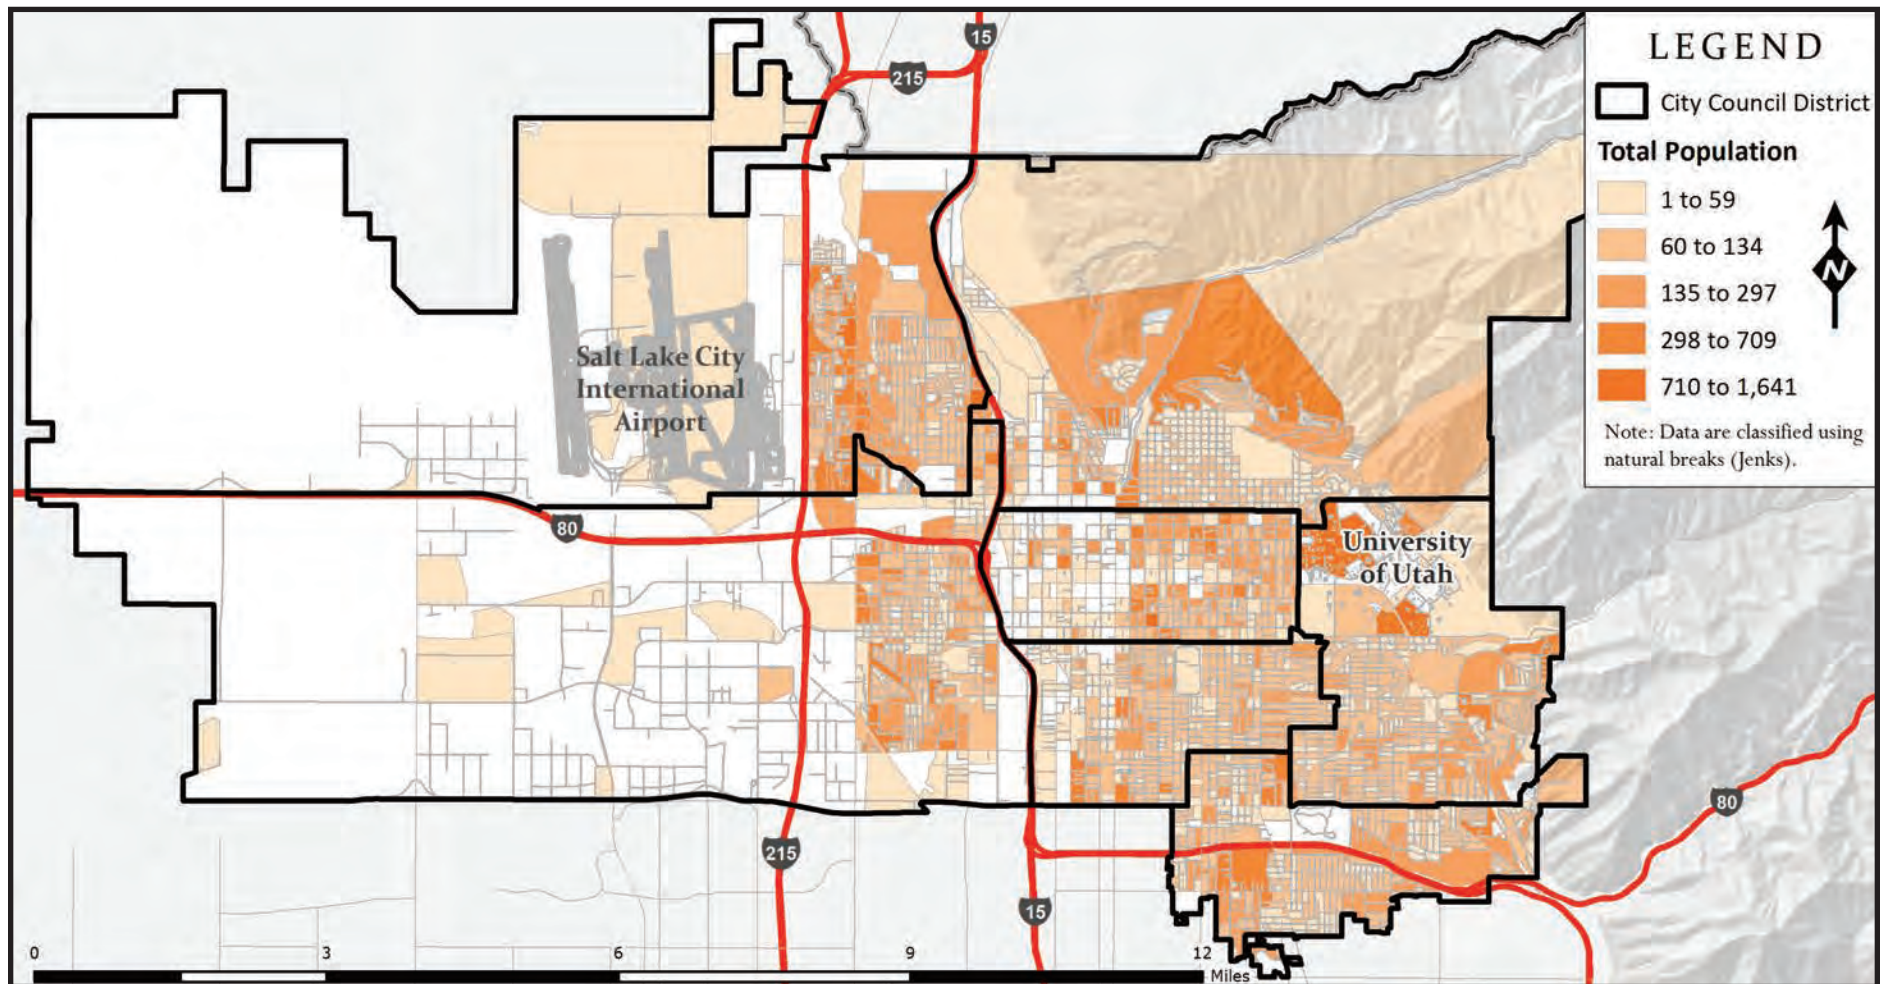 LEGEND
City Council District
Total Population
1 to 59
60 to 134
135 to 297
298 to 709
710 to 1,641
N
Note: Data are classified using
natural breaks (Jenks).
15
215
Salt Lake City
International
Airport
80
University
of Utah
80
215
15
0 3 6 9 12
Miles